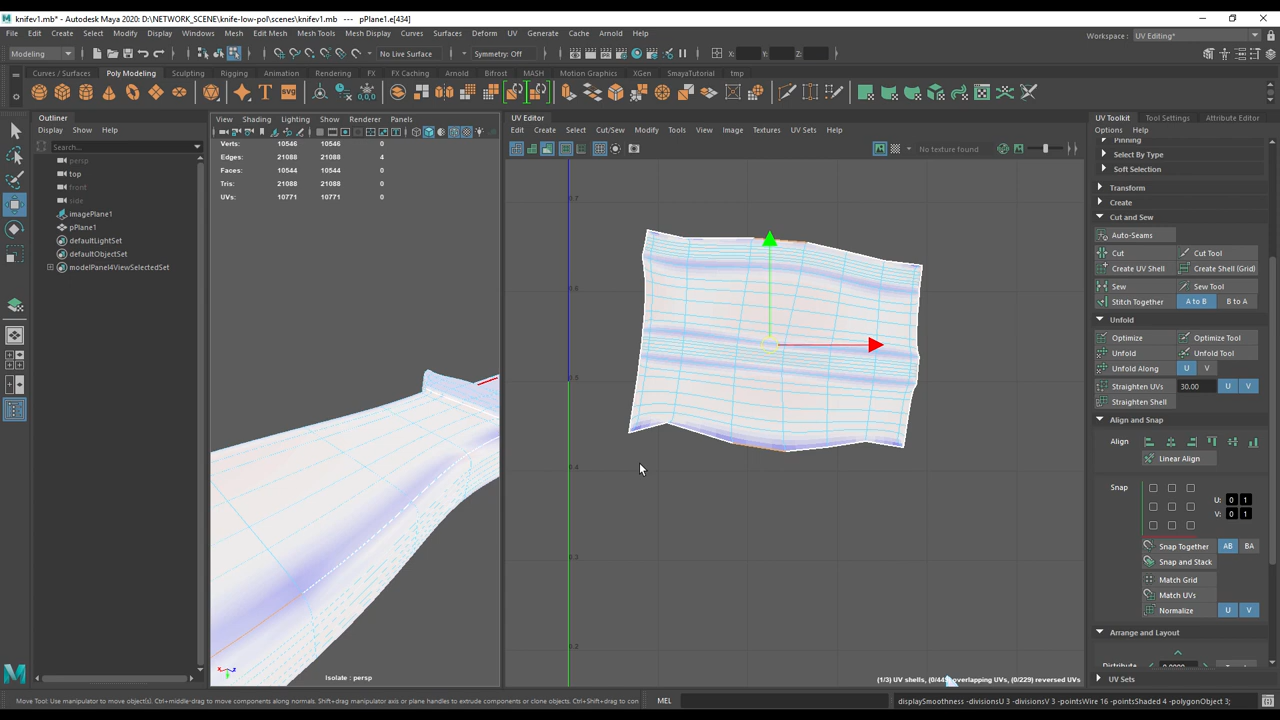 knifev1.mb* - Autodesk Maya 2020: D:\NETWORK_SCENE\knife-low-pol\scenes\knifev1.mb --- pPlane1.e[434]
File Edit Create Select Modify Display Windows Mesh Edit Mesh Mesh Tools Mesh Display Curves Surfaces Deform UV Generate Cache Arnold Help
Workspace : UV Editing*
Modeling
No Live Surface
Symmetry: Off
X:
Y:
Z:
Curves / Surfaces Poly Modeling Sculpting Rigging Animation Rendering FX FX Caching Arnold Bifrost MASH Motion Graphics XGen SmayaTutorial tmp
SVG
Outliner
Display Show Help
Search...
persp
top
front
side
imagePlane1
pPlane1
defaultLightSet
defaultObjectSet
modelPanel4ViewSelectedSet
View Shading Lighting Show Renderer Panels
Verts: 10546 10546 0
Edges: 21088 21088 4
Faces: 10544 10544 0
Tris: 21088 21088 0
UVs: 10771 10771 0
Isolate : persp
UV Editor
Edit Create Select Cut/Sew Modify Tools View Image Textures UV Sets Help
No texture found
0.7
0.6
0.5
0.4
0.3
0.2
UV Toolkit Tool Settings Attribute Editor
Options Help
Pinning
Select By Type
Soft Selection
Transform
Create
Cut and Sew
Auto-Seams
Cut Cut Tool
Create UV Shell Create Shell (Grid)
Sew Sew Tool
Stitch Together A to B B to A
Unfold
Optimize Optimize Tool
Unfold Unfold Tool
Unfold Along U V
Straighten UVs 30.00 U V
Straighten Shell
Align and Snap
Align
Linear Align
Snap
U: 0 1
V: 0 1
Snap Together AB BA
Snap and Stack
Match Grid
Match UVs
Normalize U V
Arrange and Layout
Distribute
UV Sets
Move Tool: Use manipulator to move object(s). Ctrl+middle-drag to move components along normals. Shift+drag manipulator axis or plane handles to extrude components or clone objects. Ctrl+Shift+drag to con
MEL
displaySmoothness -divisionsU 3 -divisionsV 3 -pointsWire 16 -pointsShaded 4 -polygonObject 3;